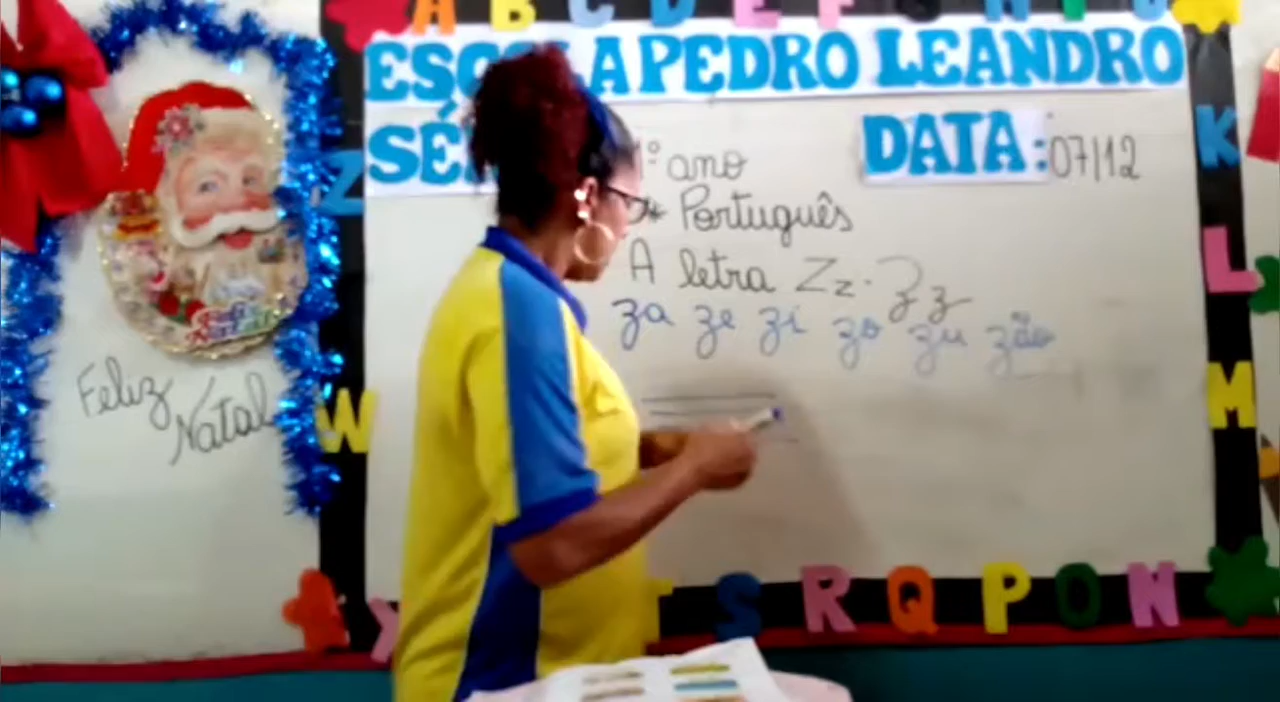 A B C D E F G H I J
ESCOLA PEDRO LEANDRO
SÉ
1º ano
DATA: 07/12
* Português
A letra Zz. Zz
za ze zi zo zu zão
Feliz
Natal
Z
W
K
L
M
S R Q P O N